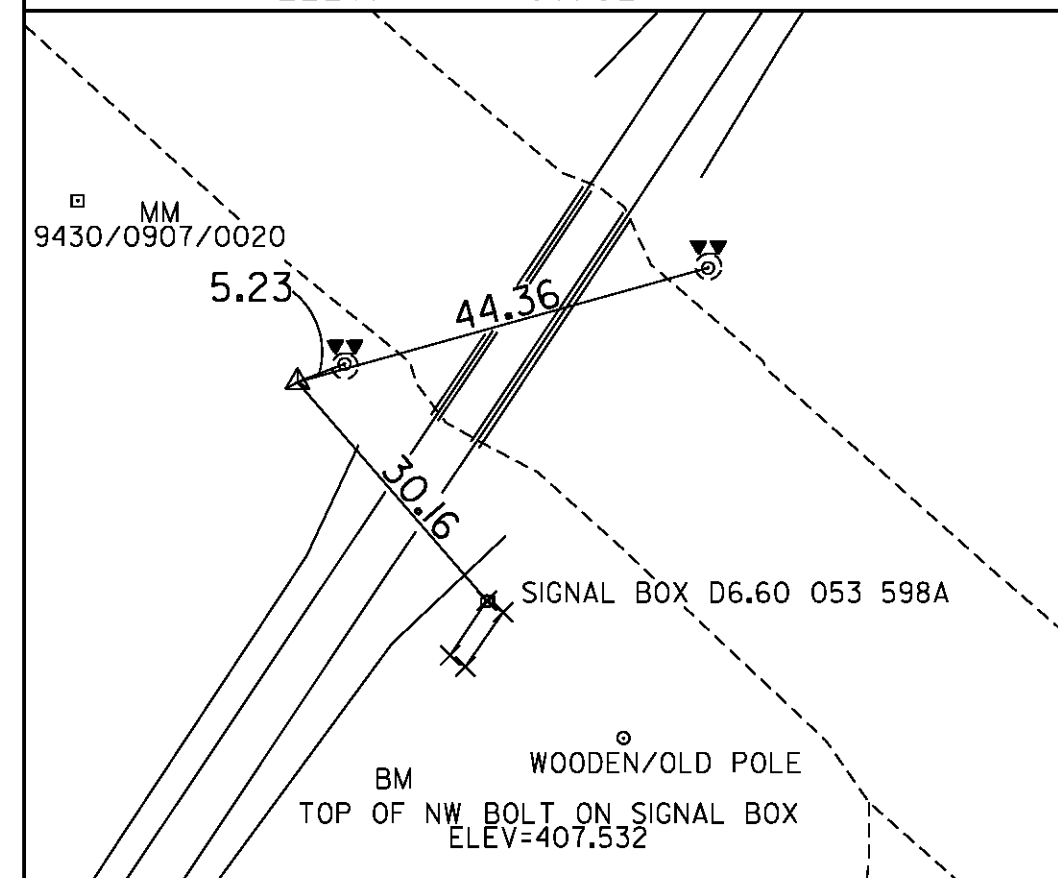 MM
9430/0907/0020
5.23
44.36
30.16
SIGNAL BOX D6.60 053 598A
WOODEN/OLD POLE
BM
TOP OF NW BOLT ON SIGNAL BOX
ELEV=407.532